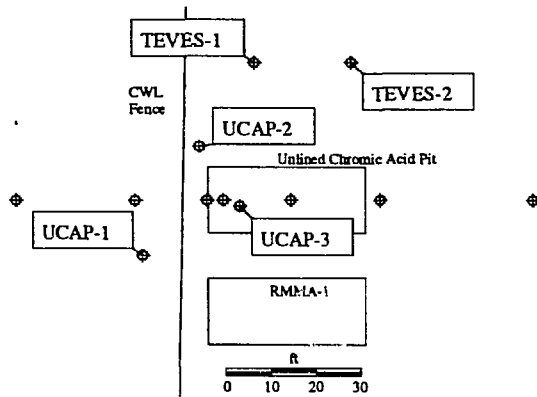 TEVES-1
CWL
Fence
TEVES-2
UCAP-2
Unlined Chromic Acid Pit
UCAP-1
UCAP-3
RMMA-1
ft
0 10 20 30